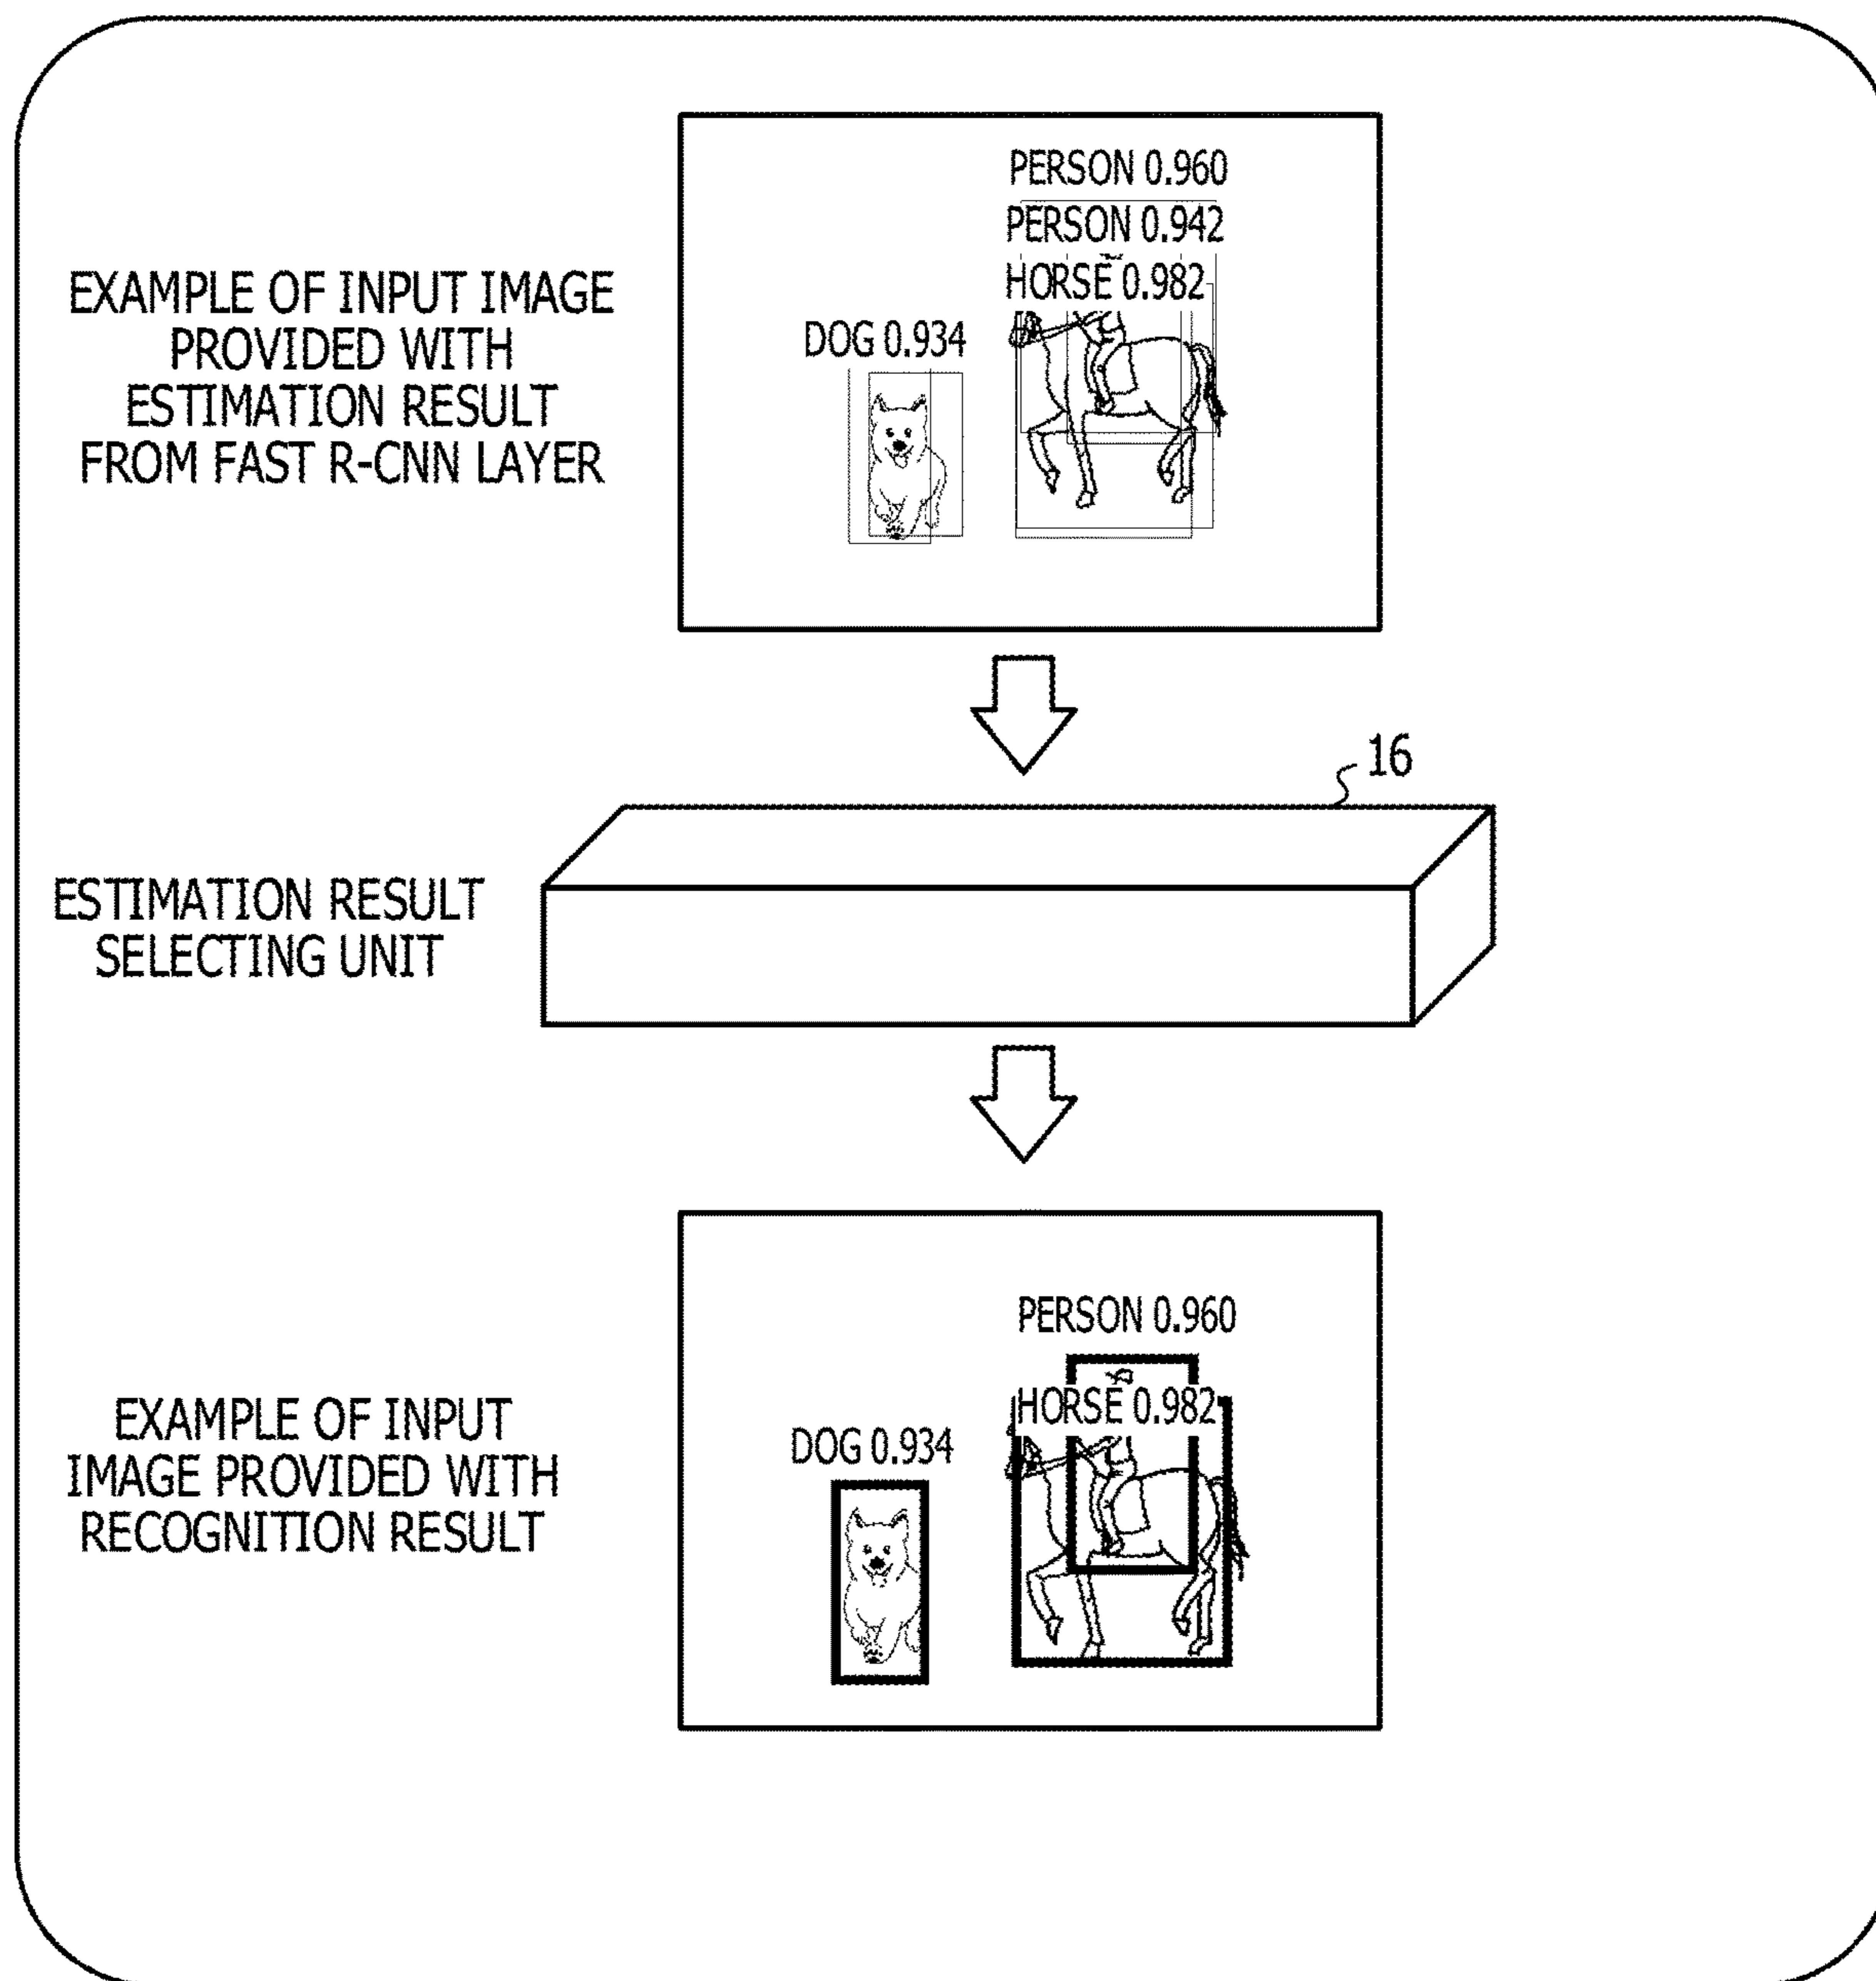 EXAMPLE OF INPUT IMAGE
PROVIDED WITH
ESTIMATION RESULT
FROM FAST R-CNN LAYER
PERSON 0.960
PERSON 0.942
HORSE 0.982
DOG 0.934
16
ESTIMATION RESULT
SELECTING UNIT
EXAMPLE OF INPUT
IMAGE PROVIDED WITH
RECOGNITION RESULT
PERSON 0.960
HORSE 0.982
DOG 0.934